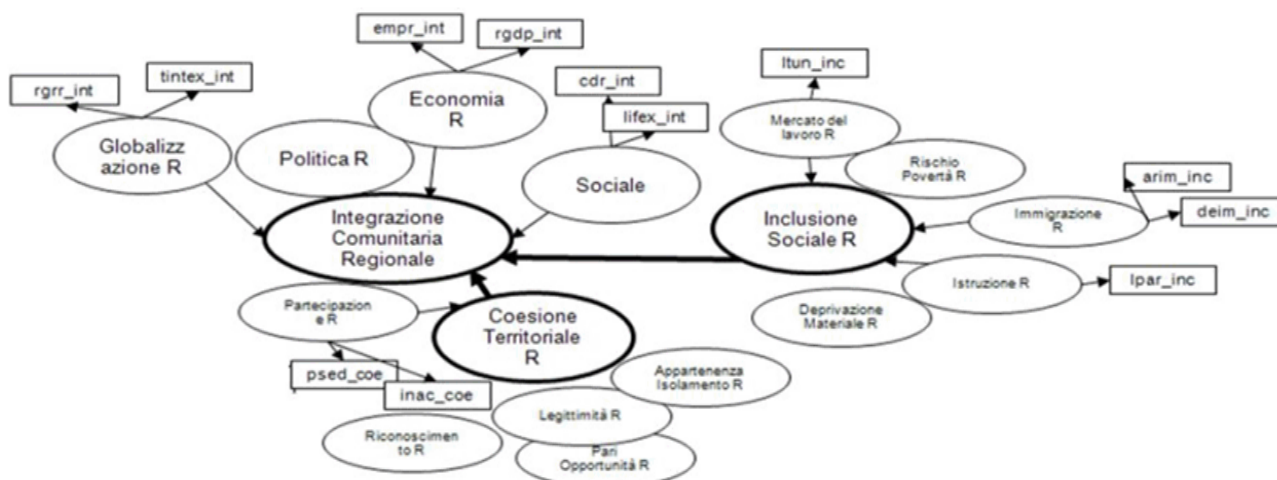 empr_int
rgdp_int
rgrr_int
tintex_int
Economia
R
cdr_int
lifex_int
ltun_inc
Globalizz
azione R
Politica R
Sociale
Mercato del
lavoro R
Rischio
Povertà R
arim_inc
deim_inc
Immigrazione
R
Integrazione
Comunitaria
Regionale
Inclusione
Sociale R
Istruzione R
lpar_inc
Partecipazion
e R
Coesione
Territoriale
R
Deprivazione
Materiale R
psed_coe
inac_coe
Appartenenza
Isolamento R
Legittimità R
Riconoscimen
to R
Pari
Opportunità R